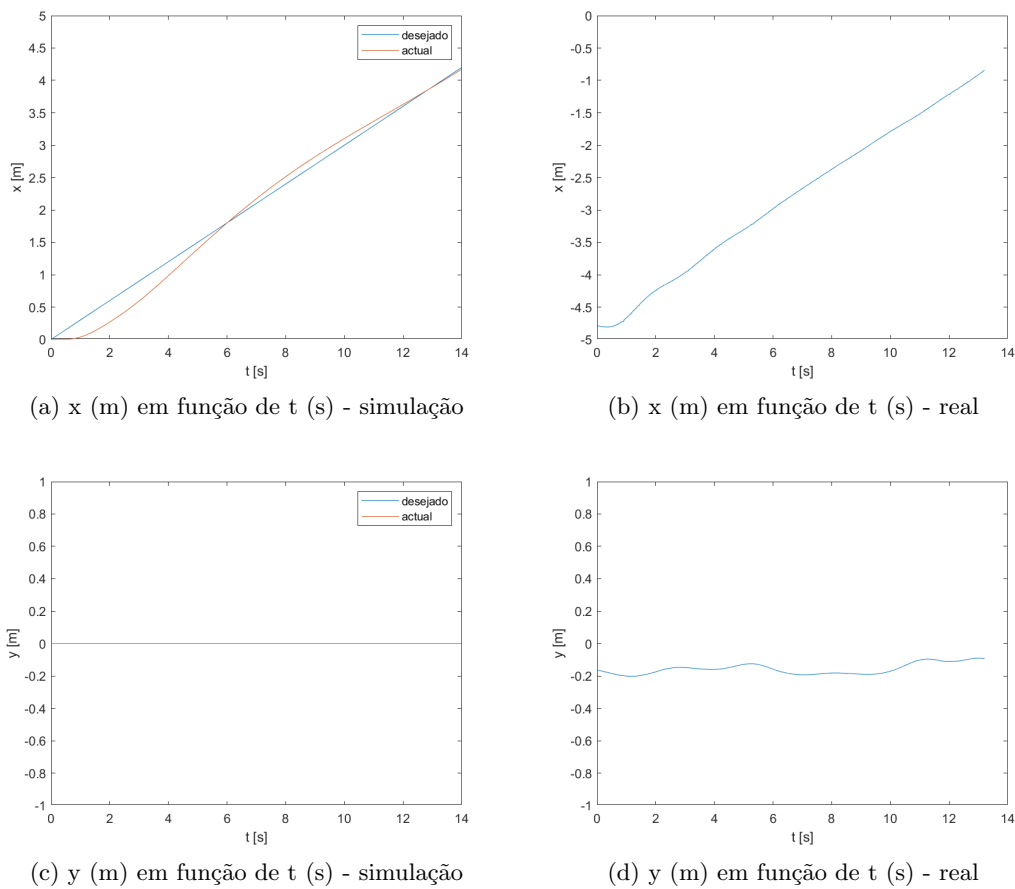 5
4.5
4
3.5
3
2.5
2
1.5
1
0.5
0
x [m]
desejado
actual
0 2 4 6 8 10 12 14
t [s]
(a) x (m) em função de t (s) - simulação
-0
-0.5
-1
-1.5
-2
-2.5
-3
-3.5
-4
-4.5
-5
x [m]
0 2 4 6 8 10 12 14
t [s]
(b) x (m) em função de t (s) - real
1
0.8
0.6
0.4
0.2
0
-0.2
-0.4
-0.6
-0.8
-1
y [m]
desejado
actual
0 2 4 6 8 10 12 14
t [s]
(c) y (m) em função de t (s) - simulação
1
0.8
0.6
0.4
0.2
0
-0.2
-0.4
-0.6
-0.8
-1
y [m]
0 2 4 6 8 10 12 14
t [s]
(d) y (m) em função de t (s) - real